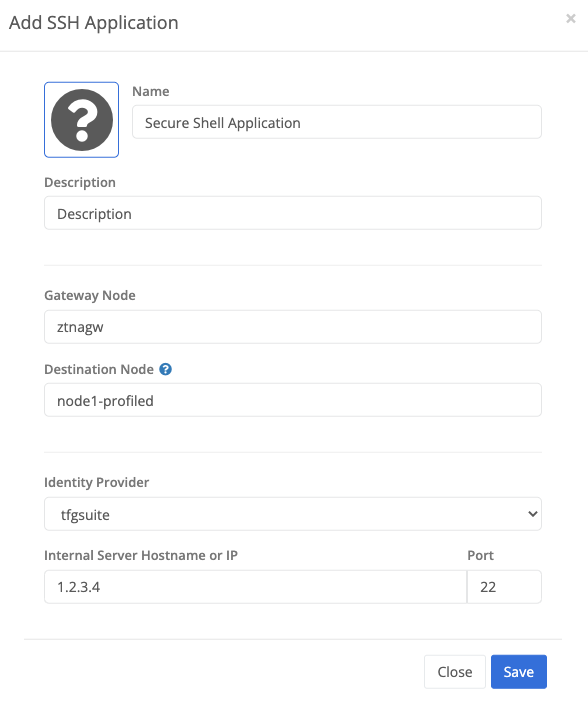 Add SSH Application
×
?
Name
Secure Shell Application
Description
Description
Gateway Node
ztnagw
Destination Node ?
node1-profiled
Identity Provider
tfgsuite
Internal Server Hostname or IP Port
1.2.3.4 22
Close Save